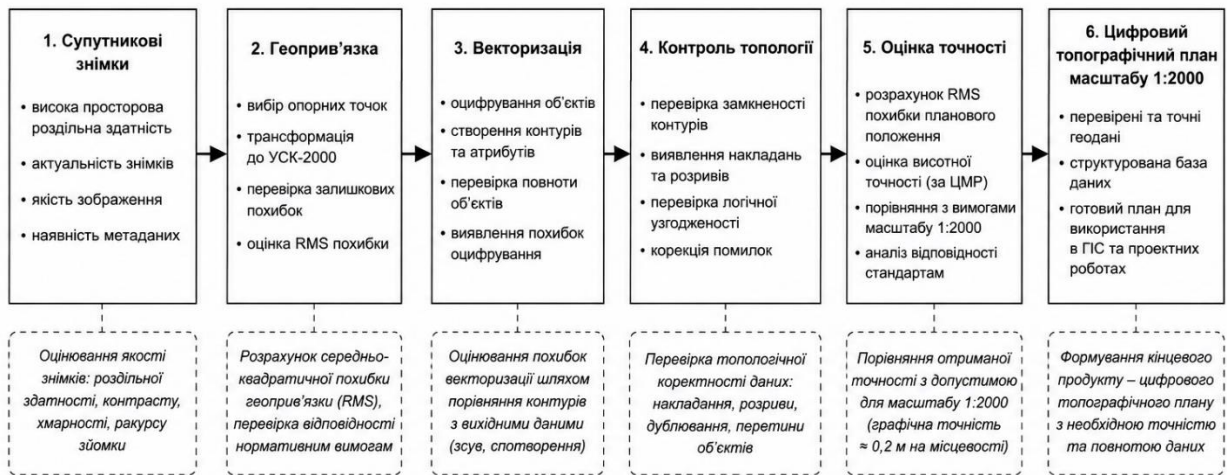 1. Супутникові
знімки
• висока просторова
роздільна здатність
• актуальність знімків
• якість зображення
• наявність метаданих
2. Геоприв’язка
• вибір опорних точок
• трансформація
до УСК-2000
• перевірка залишкових
похибок
• оцінка RMS похибки
3. Векторизація
• оцифрування об’єктів
• створення контурів
та атрибутів
• перевірка повноти
об’єктів
• виявлення похибок
оцифрування
4. Контроль топології
• перевірка замкненості
контурів
• виявлення накладань
та розривів
• перевірка логічної
узгодженості
• корекція помилок
5. Оцінка точності
• розрахунок RMS
похибки планового
положення
• оцінка висотної
точності (за ЦМР)
• порівняння з вимогами
масштабу 1:2000
• аналіз відповідності
стандартам
6. Цифровий
топографічний план
масштабу 1:2000
• перевірені та точні
геодані
• структурована база
даних
• готовий план для
використання
в ГІС та проектних
роботах
Оцінювання якості
знімків: роздільної
здатності, контрасту,
хмарності, ракурсу
зйомки
Розрахунок середньо-
квадратичної похибки
геоприв’язки (RMS),
перевірка відповідності
нормативним вимогам
Оцінювання похибок
векторизації шляхом
порівняння контурів
з вихідними даними
(зсув, спотворення)
Перевірка топологічної
коректності даних:
накладання, розриви,
дублювання, перетини
об’єктів
Порівняння отриманої
точності з допустимою
для масштабу 1:2000
(графічна точність
≈ 0,2 м на місцевості)
Формування кінцевого
продукту – цифрового
топографічного плану
з необхідною точністю
та повнотою даних